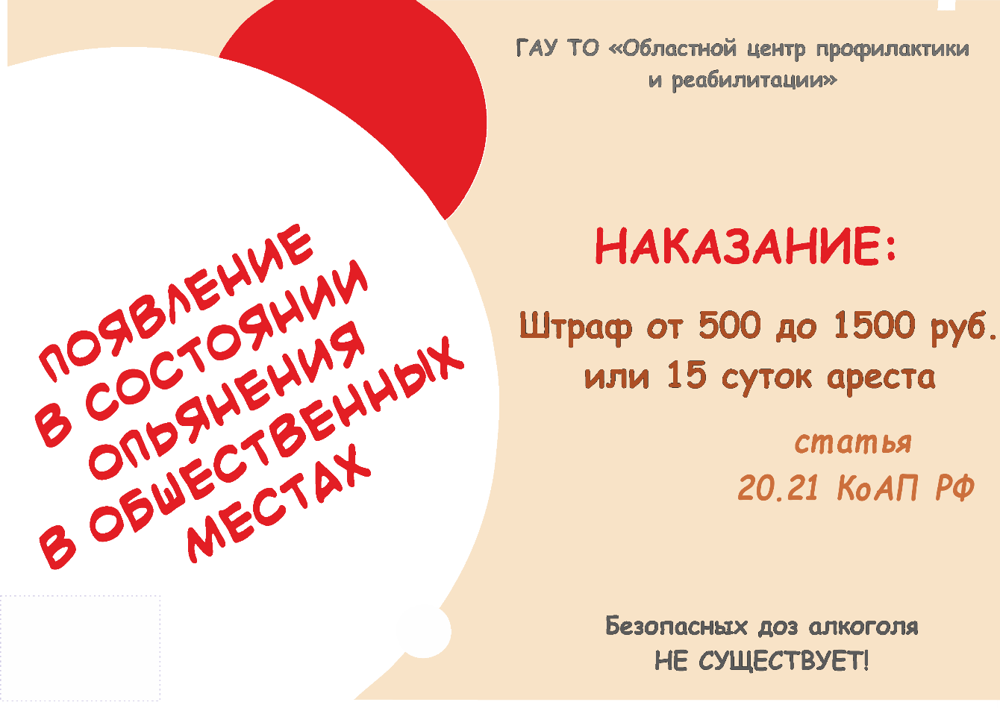 ПОЯВЛЕНИЕ
В СОСТОЯНИИ
ОПЬЯНЕНИЯ
В ОБШЕСТВЕННЫХ
МЕСТАХ
ГАУ ТО «Областной центр профилактики
и реабилитации»
НАКАЗАНИЕ:
Штраф от 500 до 1500 руб.
или 15 суток ареста
статья
20.21 КоАП РФ
Безопасных доз алкоголя
НЕ СУЩЕСТВУЕТ!